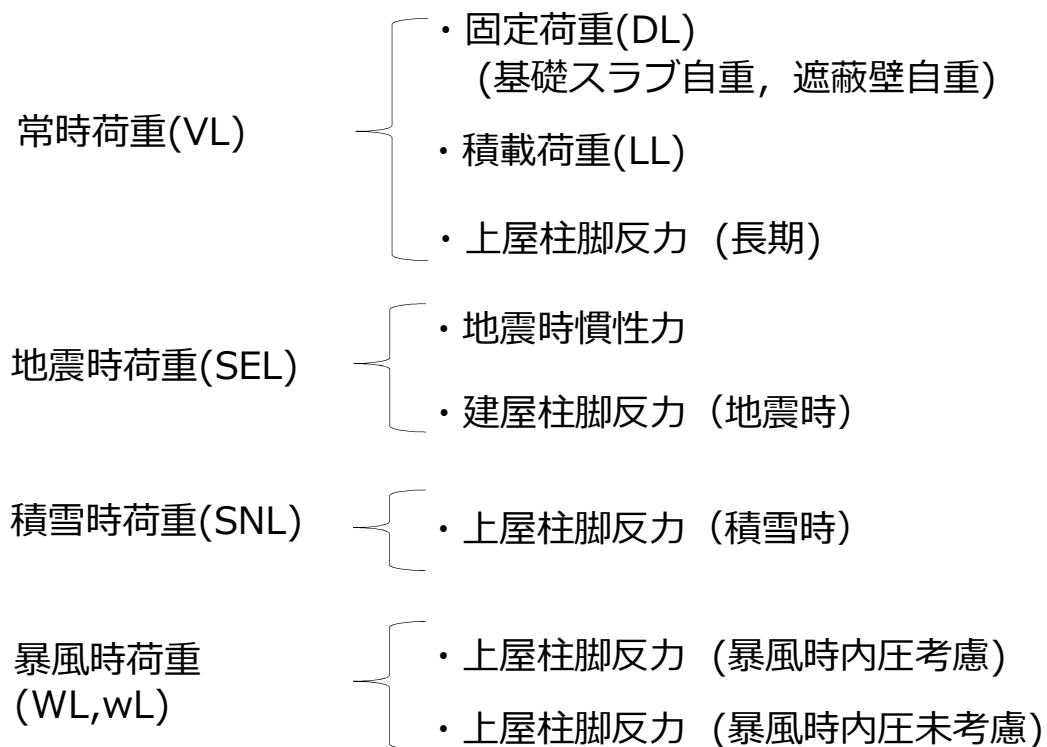 常時荷重(VL)
・固定荷重(DL)
(基礎スラブ自重，遮蔽壁自重)
・積載荷重(LL)
・上屋柱脚反力 (長期)
地震時荷重(SEL)
・地震時慣性力
・建屋柱脚反力（地震時）
積雪時荷重(SNL)
・上屋柱脚反力（積雪時）
暴風時荷重
(WL,wL)
・上屋柱脚反力 (暴風時内圧考慮)
・上屋柱脚反力 (暴風時内圧未考慮)